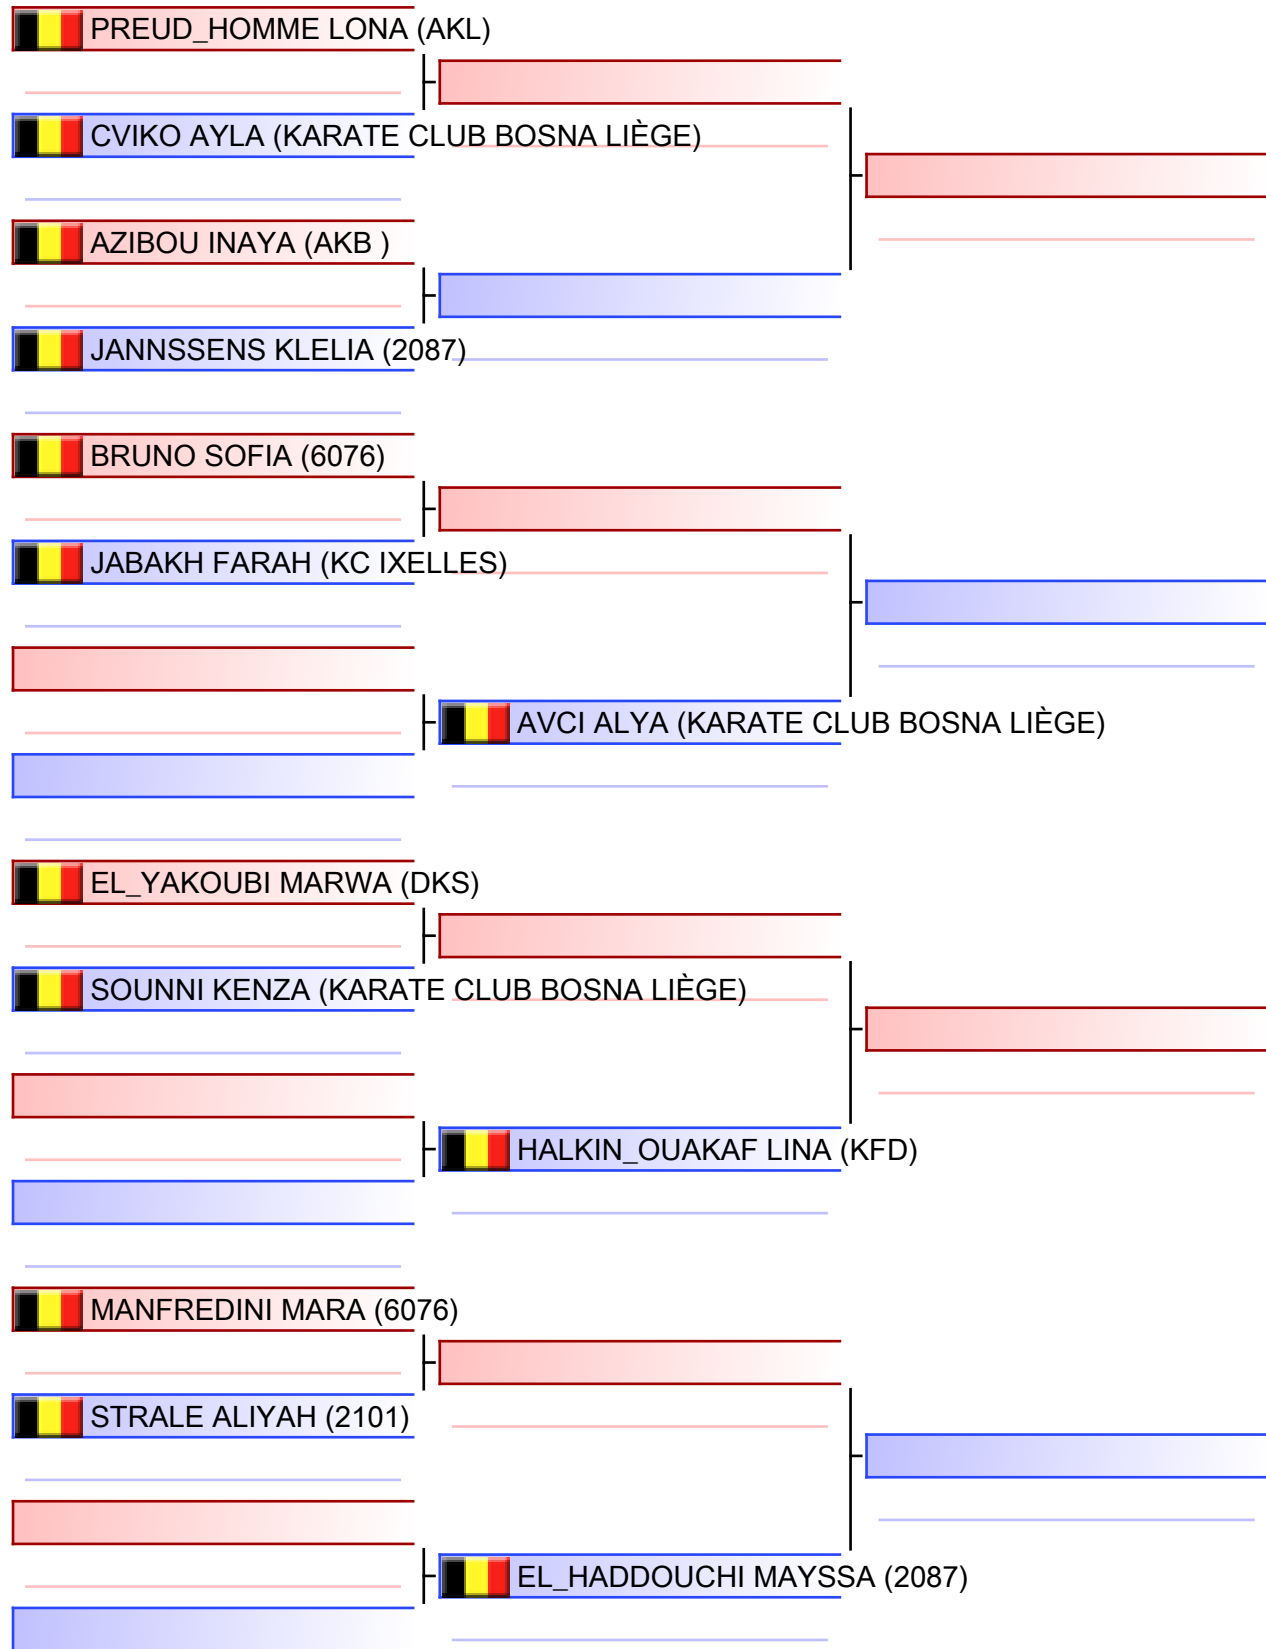 PREUD_HOMME LONA (AKL)
CVIKO AYLA (KARATE CLUB BOSNA LIÈGE)
AZIBOU INAYA (AKB )
JANNSSENS KLELIA (2087)
BRUNO SOFIA (6076)
JABAKH FARAH (KC IXELLES)
AVCI ALYA (KARATE CLUB BOSNA LIÈGE)
EL_YAKOUBI MARWA (DKS)
SOUNNI KENZA (KARATE CLUB BOSNA LIÈGE)
HALKIN_OUAKAF LINA (KFD)
MANFREDINI MARA (6076)
STRALE ALIYAH (2101)
EL_HADDOUCHI MAYSSA (2087)